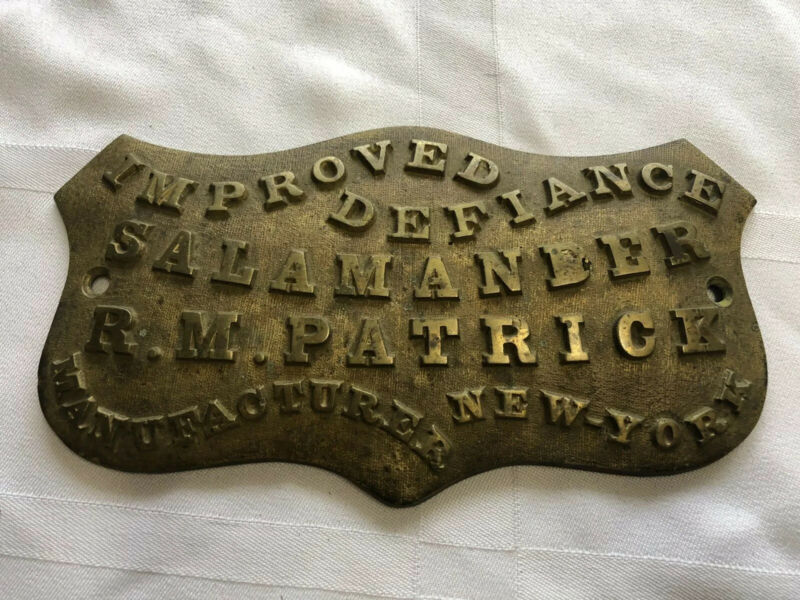 IMPROVED
DEFIANCE
SALAMANDER
R.M.PATRICK
MANUFACTURER NEW-YORK